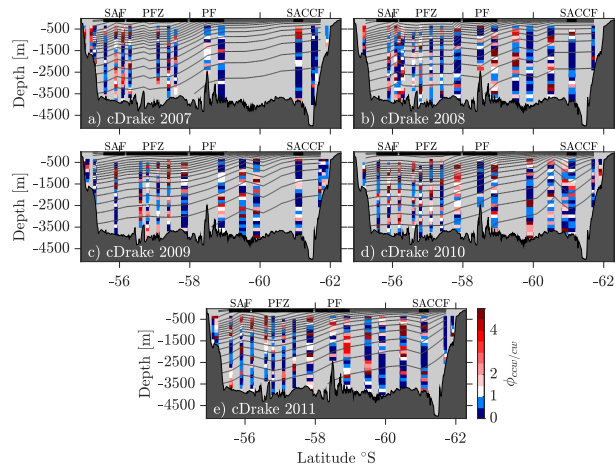 SAF PFZ PF SACCF
SAF PFZ PF SACCF
Depth [m]
-500
-1500
-2500
-3500
-4500
a) cDrake 2007
b) cDrake 2008
SAF PFZ PF SACCF
SAF PFZ PF SACCF
Depth [m]
-500
-1500
-2500
-3500
-4500
c) cDrake 2009
d) cDrake 2010
-56 -58 -60 -62
-56 -58 -60 -62
SAF PFZ PF SACCF
Depth [m]
-500
-1500
-2500
-3500
-4500
e) cDrake 2011
-56 -58 -60 -62
Latitude °S
4
2
1
0
ϕccw/cw